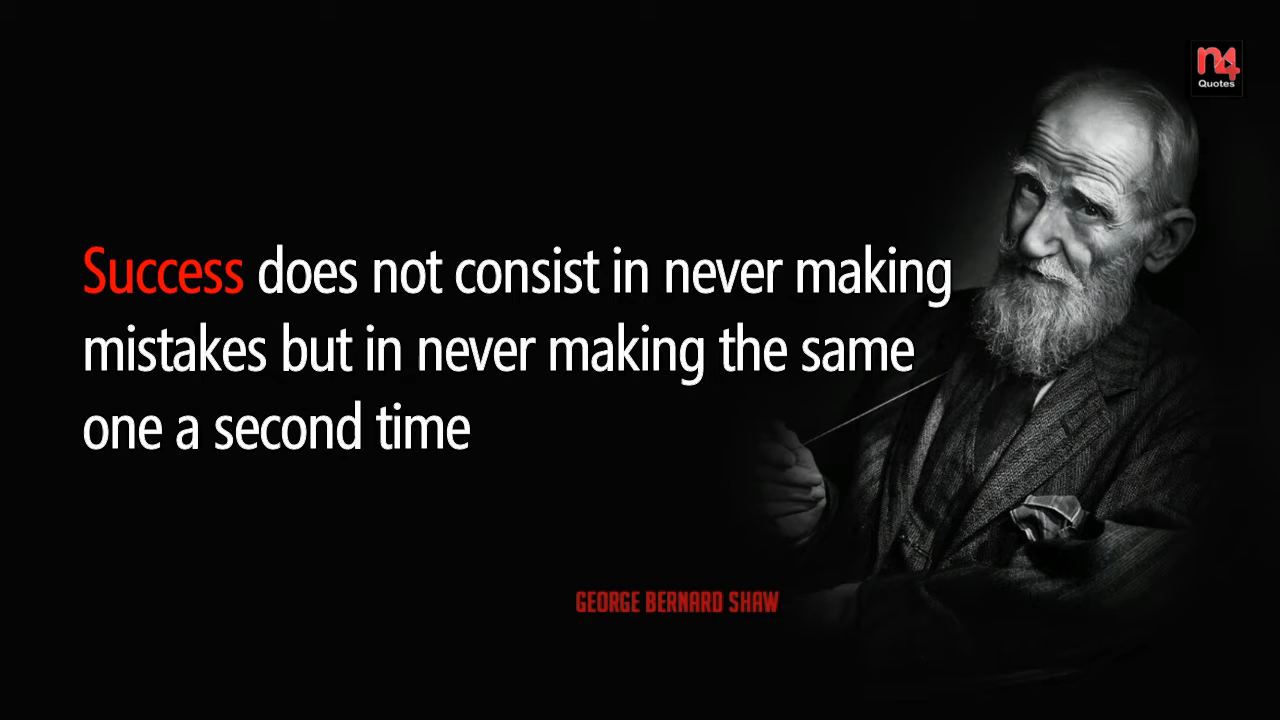 n4
Quotes
Success does not consist in never making
mistakes but in never making the same
one a second time
GEORGE BERNARD SHAW